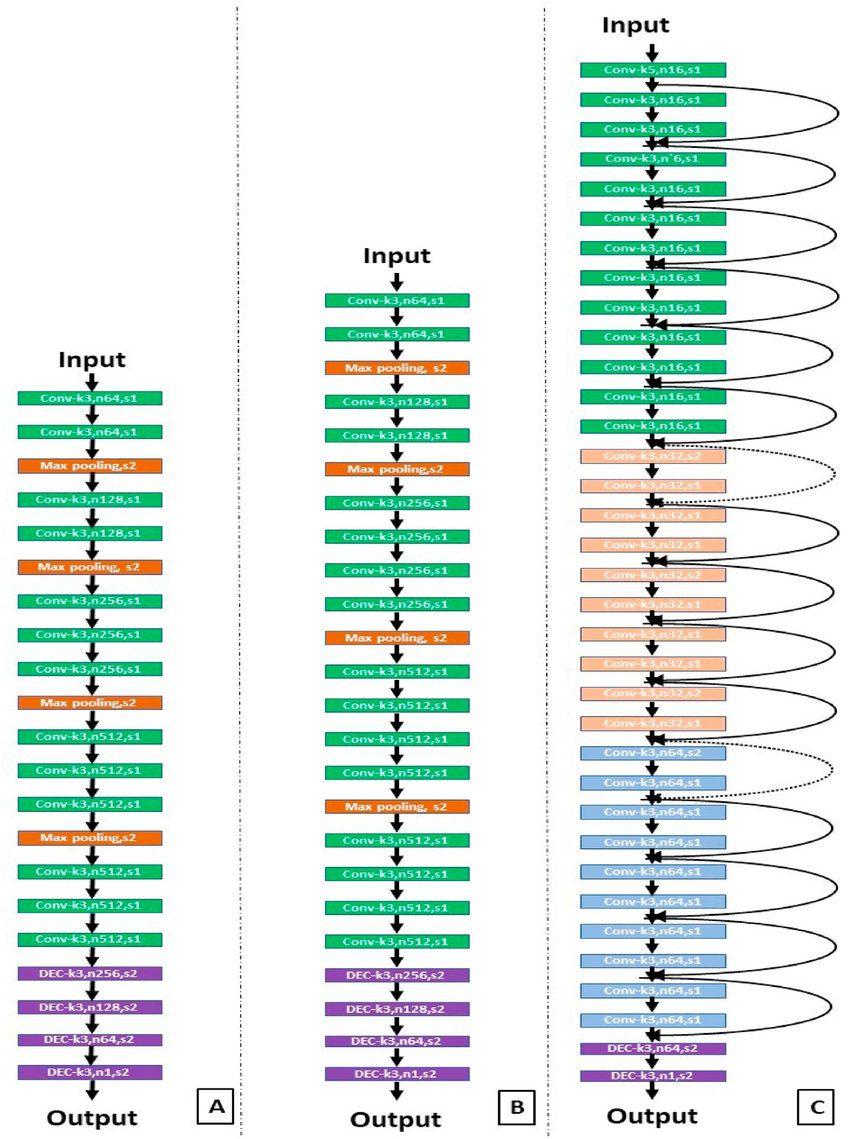 Input
Conv-k3,n64,s1
Conv-k3,n64,s1
Max pooling,s2
Conv-k3,n128,s1
Conv-k3,n128,s1
Max pooling, s2
Conv-k3,n256,s1
Conv-k3,n256,s1
Conv-k3,n256,s1
Max pooling,s2
Conv-k3,n512,s1
Conv-k3,n512,s1
Conv-k3,n512,s1
Max pooling,s2
Conv-k3,n512,s1
Conv-k3,n512,s1
Conv-k3,n512,s1
DEC-k3,n256,s2
DEC-k3,n128,s2
DEC-k3,n64,s2
DEC-k3,n1,s2
Output
A
Input
Conv-k3,n64,s1
Conv-k3,n64,s1
Max pooling, s2
Conv-k3,n128,s1
Conv-k3,n128,s1
Max pooling,s2
Conv-k3,n256,s1
Conv-k3,n256,s1
Conv-k3,n256,s1
Conv-k3,n256,s1
Max pooling, s2
Conv-k3,n512,s1
Conv-k3,n512,s1
Conv-k3,n512,s1
Conv-k3,n512,s1
Max pooling, s2
Conv-k3,n512,s1
Conv-k3,n512,s1
Conv-k3,n512,s1
Conv-k3,n512,s1
DEC-k3,n256,s2
DEC-k3,n128,s2
DEC-k3,n64,s2
DEC-k3,n1,s2
Output
B
Input
Conv-k5,n16,s1
Conv-k3,n16,s1
Conv-k3,n16,s1
Conv-k3,n`6,s1
Conv-k3,n16,s1
Conv-k3,n16,s1
Conv-k3,n16,s1
Conv-k3,n16,s1
Conv-k3,n16,s1
Conv-k3,n16,s1
Conv-k3,n16,s1
Conv-k3,n16,s1
Conv-k3,n16,s1
Conv-k3,n32,s2
Conv-k3,n32,s1
Conv-k3,n32,s1
Conv-k3,n32,s1
Conv-k3,n32,s2
Conv-k3,n32,s1
Conv-k3,n32,s1
Conv-k3,n32,s1
Conv-k3,n32,s2
Conv-k3,n32,s1
Conv-k3,n64,s2
Conv-k3,n64,s1
Conv-k3,n64,s1
Conv-k3,n64,s1
Conv-k3,n64,s1
Conv-k3,n64,s1
Conv-k3,n64,s1
Conv-k3,n64,s1
Conv-k3,n64,s1
Conv-k3,n64,s1
DEC-k3,n64,s2
DEC-k3,n1,s2
Output
C